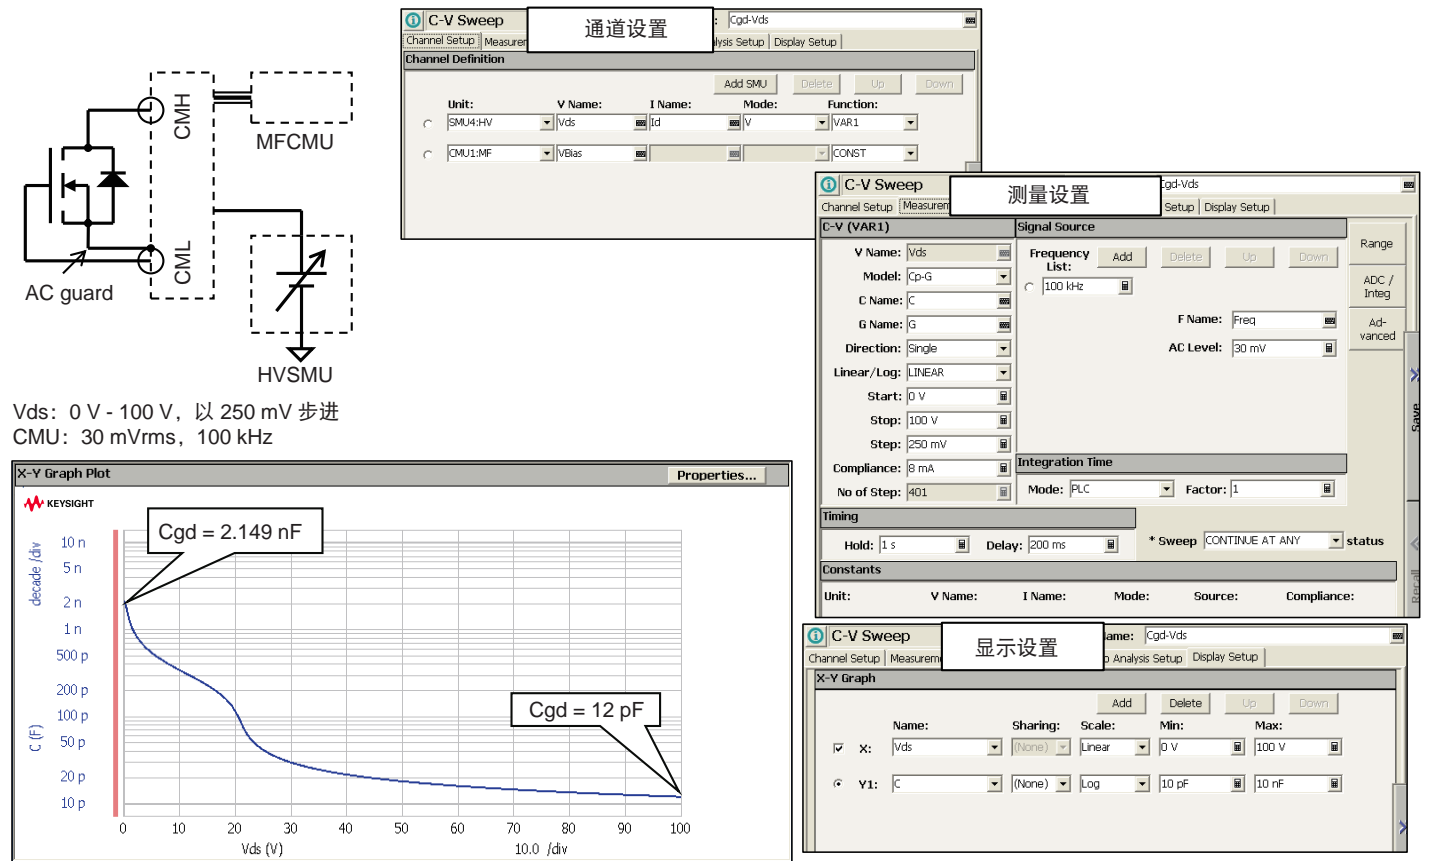 CMH
MFCMU
CML
AC guard
HVSMU
Vds：0 V - 100 V，以 250 mV 步进
CMU：30 mVrms，100 kHz
C-V Sweep
通道设置
: Cgd-Vds
Channel Setup Measurem lysis Setup Display Setup
Channel Definition
Add SMU Delete Up Down
Unit: V Name: I Name: Mode: Function:
SMU4:HV Vds Id V VAR1
CMU1:MF VBias CONST
C-V Sweep
测量设置
Cgd-Vds
Channel Setup Measurem Setup Display Setup
C-V (VAR1) Signal Source
V Name: Vds
Model: Cp-G
C Name: C
G Name: G
Direction: Single
Linear/Log: LINEAR
Start: 0 V
Stop: 100 V
Step: 250 mV
Compliance: 8 mA
No of Step: 401
Frequency List: Add Delete Up Down
100 kHz
F Name: Freq
AC Level: 30 mV
Range
ADC / Integ
Ad-
vanced
Save
Recall
Integration Time
Mode: PLC Factor: 1
Timing
Hold: 1 s Delay: 200 ms * Sweep CONTINUE AT ANY status
Constants
Unit: V Name: I Name: Mode: Source: Compliance:
X-Y Graph Plot Properties...
KEYSIGHT
Cgd = 2.149 nF
Cgd = 12 pF
decade /div
C (F)
10 n
5 n
2 n
1 n
500 p
200 p
100 p
50 p
20 p
10 p
0 10 20 30 40 50 60 70 80 90 100
Vds (V) 10.0 /div
C-V Sweep
显示设置
ame: Cgd-Vds
Channel Setup Measurem o Analysis Setup Display Setup
X-Y Graph
Add Delete Up Down
Name: Sharing: Scale: Min: Max:
X: Vds (None) Linear 0 V 100 V
Y1: C (None) Log 10 pF 10 nF